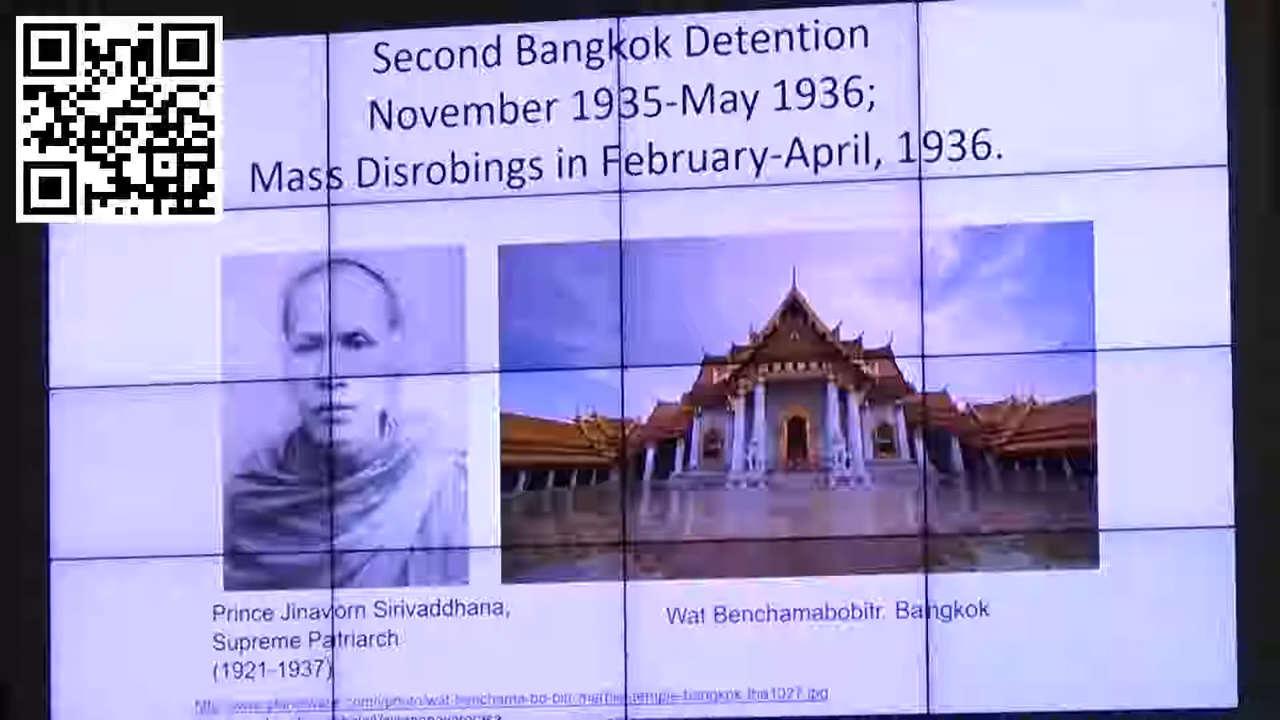 Second Bangkok Detention
November 1935-May 1936;
Mass Disrobings in February-April, 1936.
Prince Jinavorn Sirivaddhana,
Supreme Patriarch
(1921-1937)
Wat Benchamabobitr. Bangkok